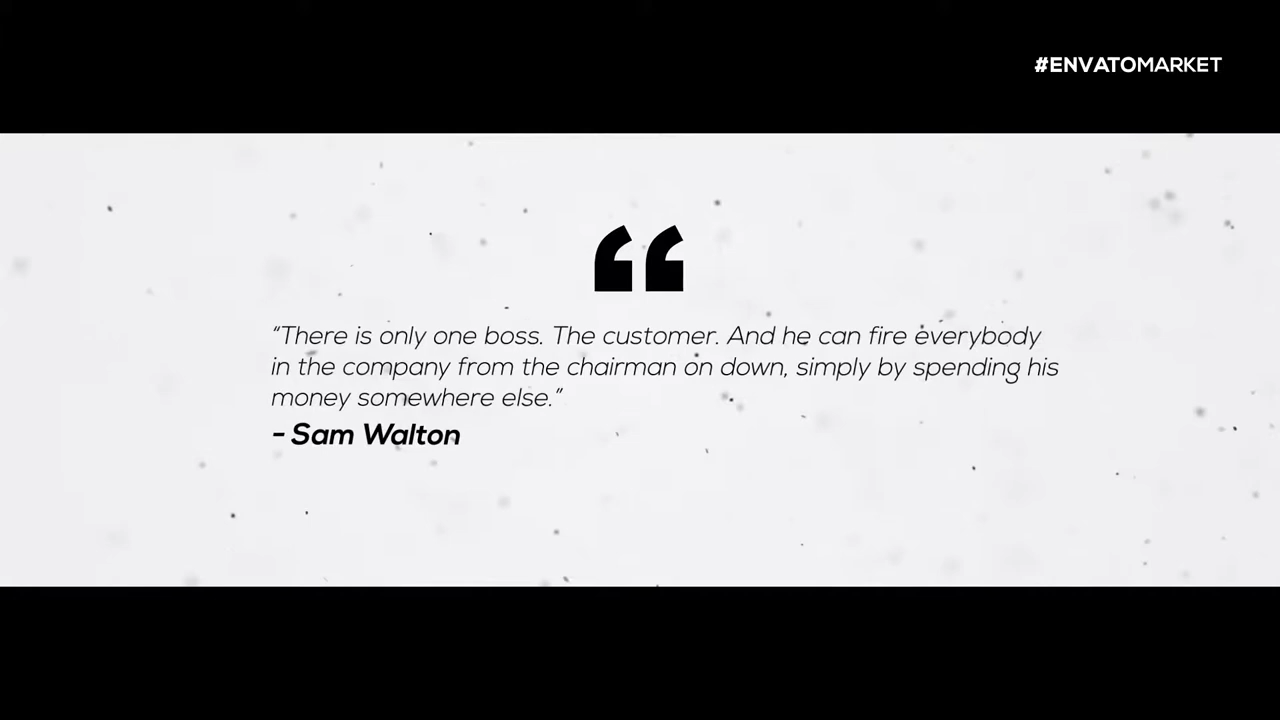 #ENVATOMARKET
“There is only one boss. The customer. And he can fire everybody
in the company from the chairman on down, simply by spending his
money somewhere else.”
- Sam Walton